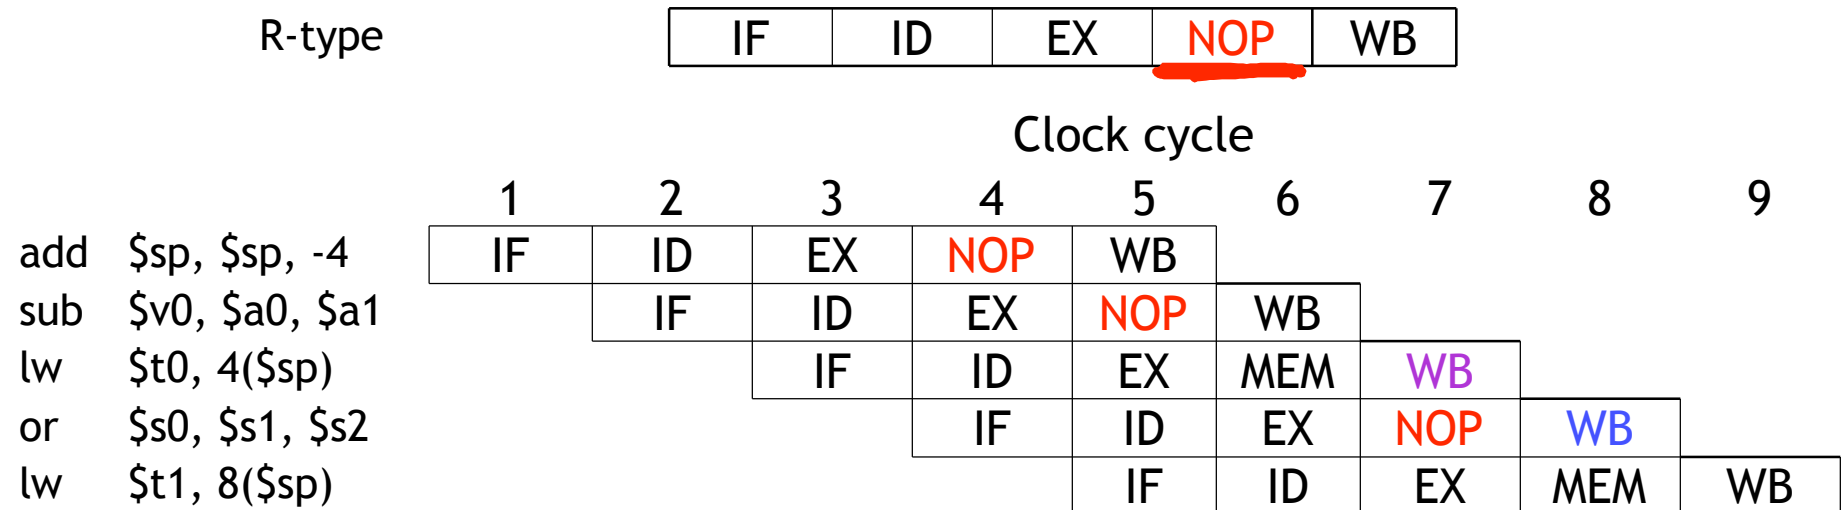 R-type IF ID EX NOP WB
Clock cycle
1 2 3 4 5 6 7 8 9
add $sp, $sp, -4 IF ID EX NOP WB
sub $v0, $a0, $a1 IF ID EX NOP WB
lw $t0, 4($sp) IF ID EX MEM WB
or $s0, $s1, $s2 IF ID EX NOP WB
lw $t1, 8($sp) IF ID EX MEM WB